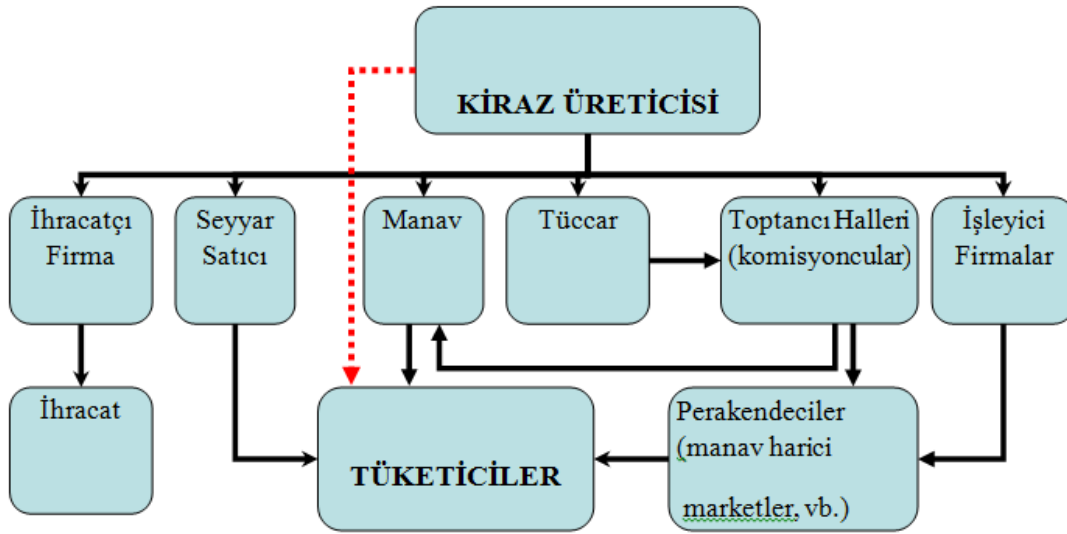 KİRAZ ÜRETİCİSİ
İhracatçı
Firma
Seyyar
Satıcı
Manav
Tüccar
Toptancı Halleri
(komisyoncular)
İşleyici
Firmalar
İhracat
TÜKETİCİLER
Perakendeciler
(manav harici
marketler, vb.)